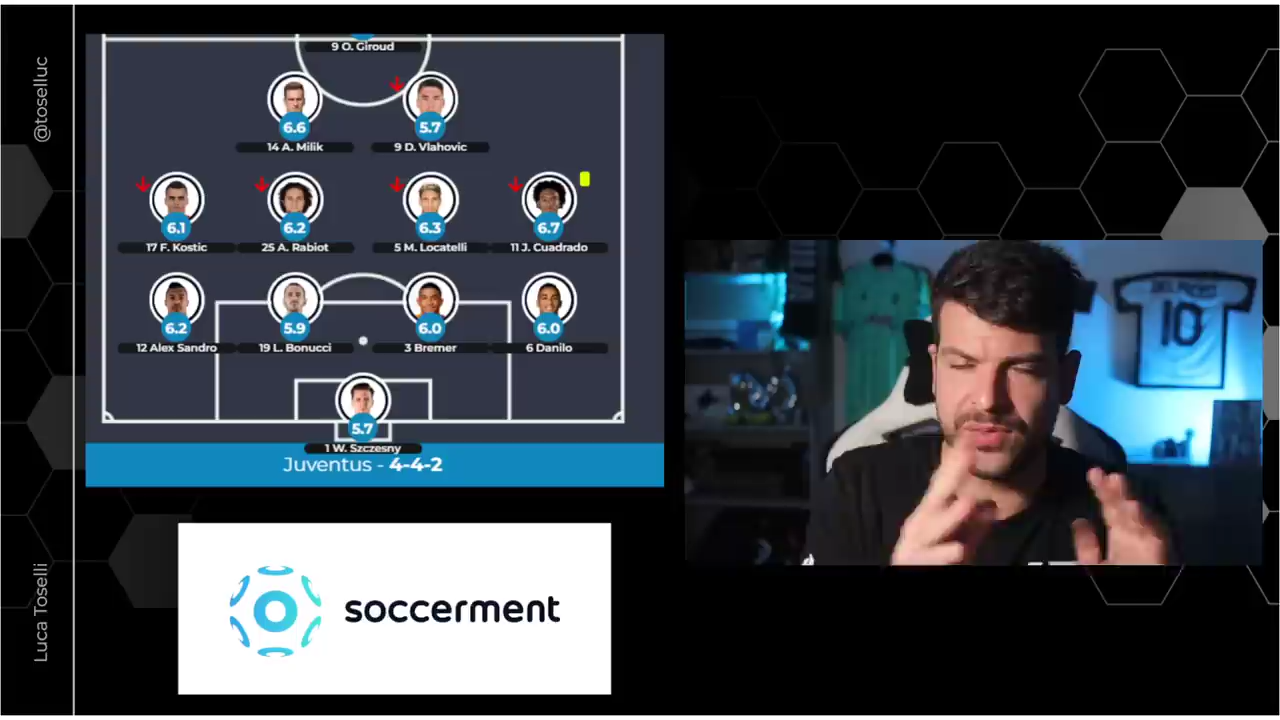 @toselluc
Luca Toselli
9 O. Giroud
6.6
5.7
14 A. Milik
9 D. Vlahovic
6.1
6.2
6.3
6.7
17 F. Kostic
25 A. Rabiot
5 M. Locatelli
11 J. Cuadrado
6.2
5.9
6.0
6.0
12 Alex Sandro
19 L. Bonucci
3 Bremer
6 Danilo
5.7
1 W. Szczesny
Juventus - 4-4-2
soccerment
10